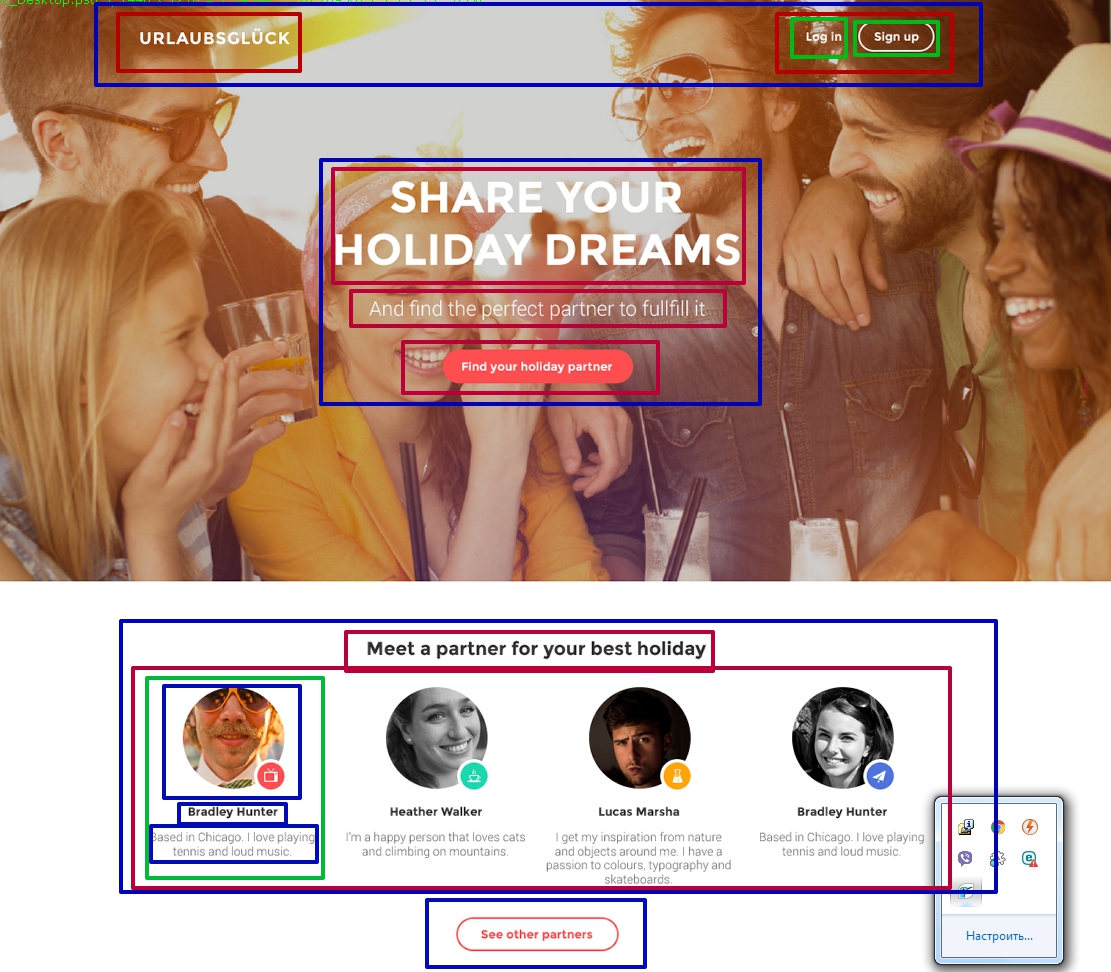 URLAUBSGLÜCK
Log in
Sign up
SHARE YOUR
HOLIDAY DREAMS
And find the perfect partner to fullfill it
Find your holiday partner
Meet a partner for your best holiday
Bradley Hunter
Based in Chicago. I love playing
tennis and loud music.
Heather Walker
I'm a happy person that loves cats
and climbing on mountains.
Lucas Marsha
I get my inspiration from nature
and objects around me. I have a
passion to colours, typography and
skateboards.
Bradley Hunter
Based in Chicago. I love playing
tennis and loud music.
See other partners
Настроить...